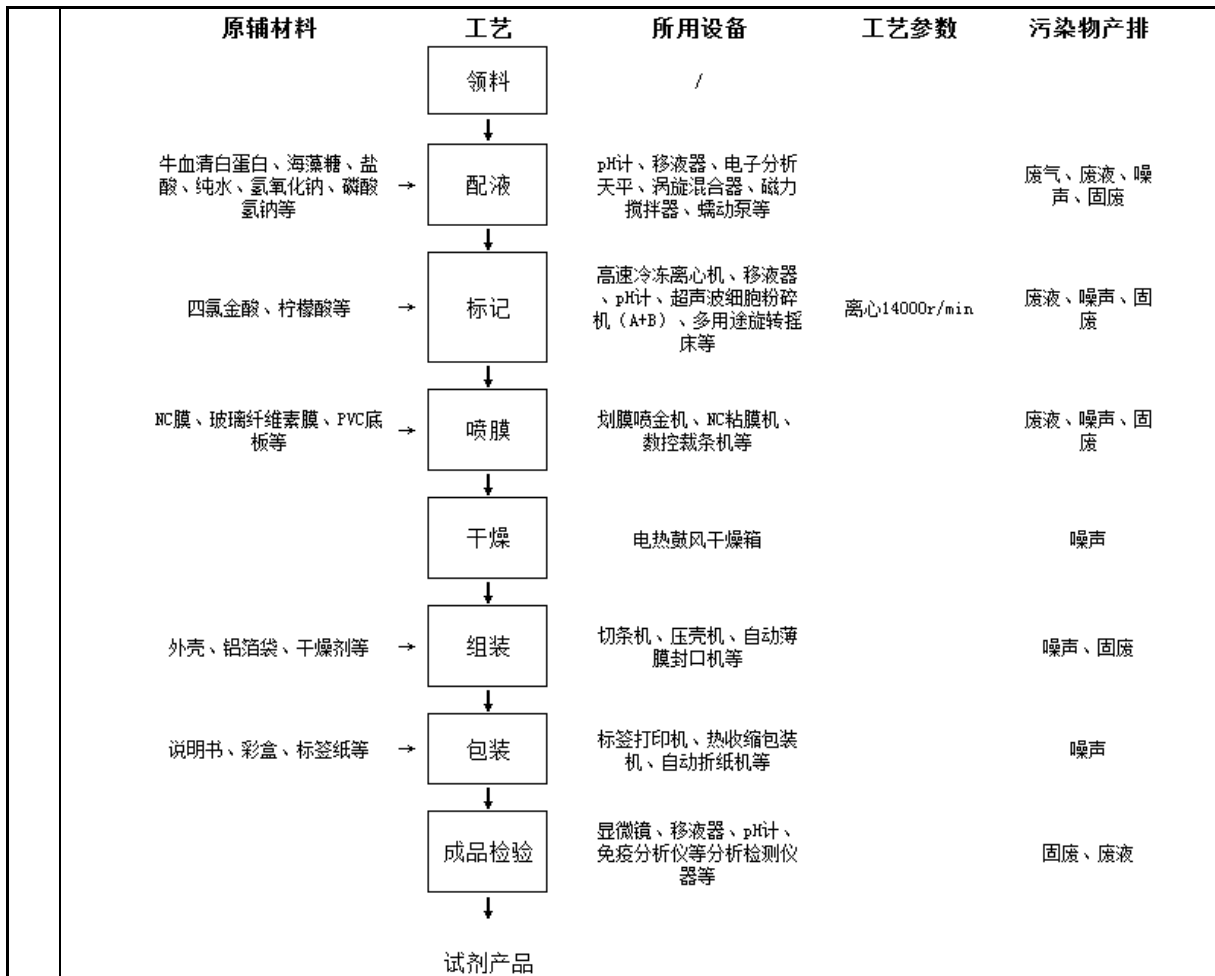 原辅材料 工艺 所用设备 工艺参数 污染物产排
领料 /
牛血清白蛋白、海藻糖、盐
酸、纯水、氢氧化钠、磷酸
氢钠等
→
配液
pH计、移液器、电子分析
天平、涡旋混合器、磁力
搅拌器、蠕动泵等
废气、废液、噪
声、固废
四氯金酸、柠檬酸等
→
标记
高速冷冻离心机、移液器
、pH计、超声波细胞粉碎
机（A+B）、多用途旋转摇
床等
离心14000r/min
废液、噪声、固
废
NC膜、玻璃纤维素膜、PVC底
板等
→
喷膜
划膜喷金机、NC粘膜机、
数控裁条机等
废液、噪声、固
废
干燥
电热鼓风干燥箱
噪声
外壳、铝箔袋、干燥剂等
→
组装
切条机、压壳机、自动薄
膜封口机等
噪声、固废
说明书、彩盒、标签纸等
→
包装
标签打印机、热收缩包装
机、自动折纸机等
噪声
成品检验
显微镜、移液器、pH计、
免疫分析仪等分析检测仪
器等
固废、废液
试剂产品